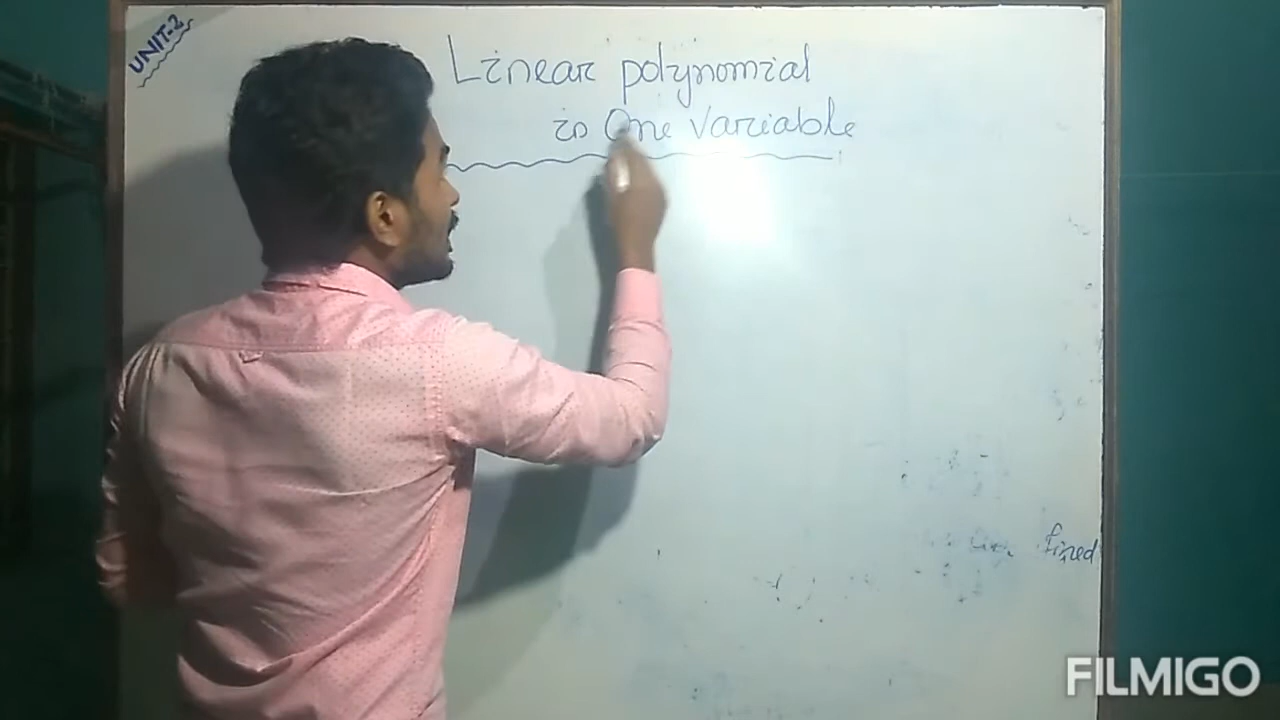 UNIT-2
Linear polynomial
in One Variable
fixed
FILMIGO